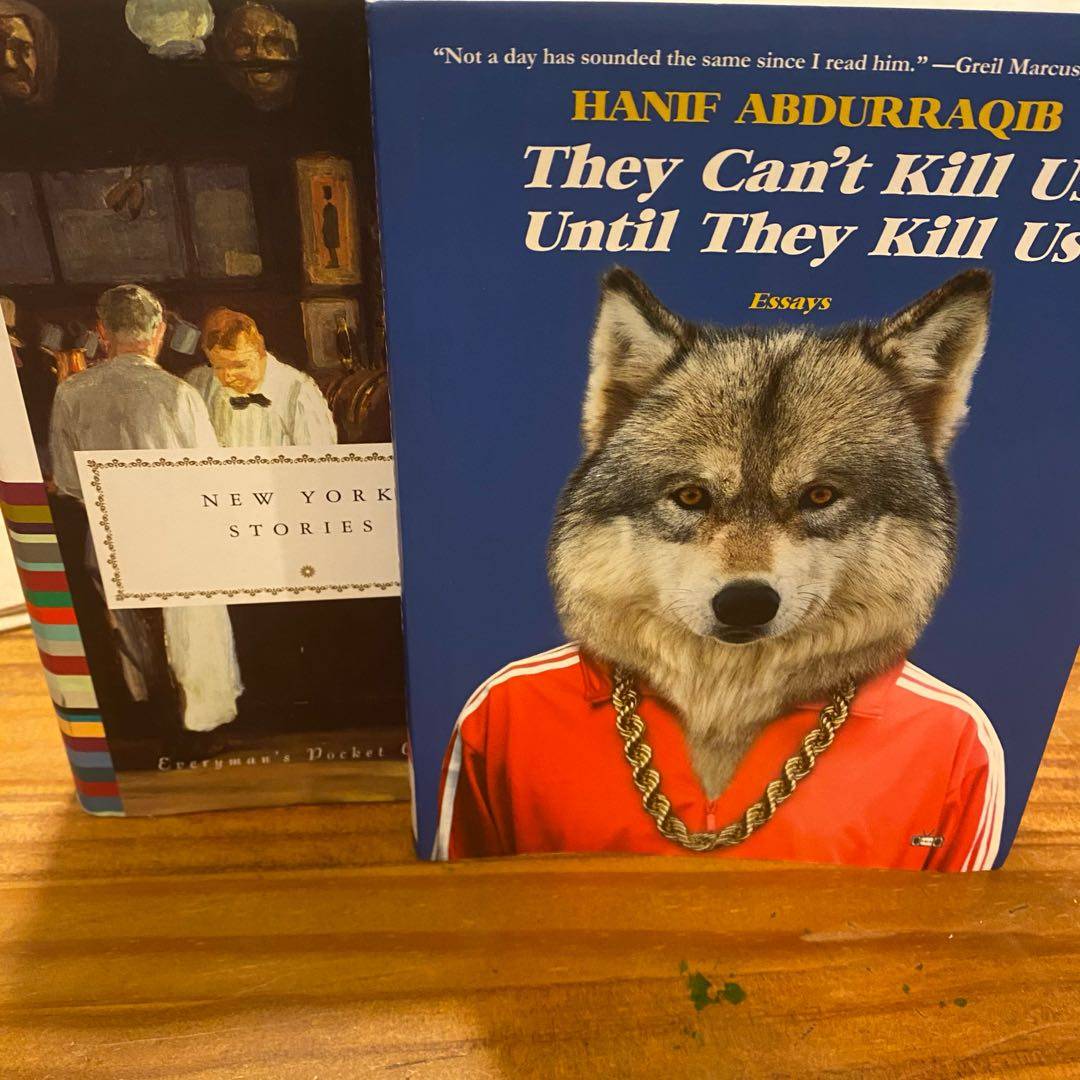 NEW YORK
STORIES
Everyman's Pocket
"Not a day has sounded the same since I read him." —Greil Marcus
HANIF ABDURRAQIB
They Can't Kill Us
Until They Kill Us
Essays